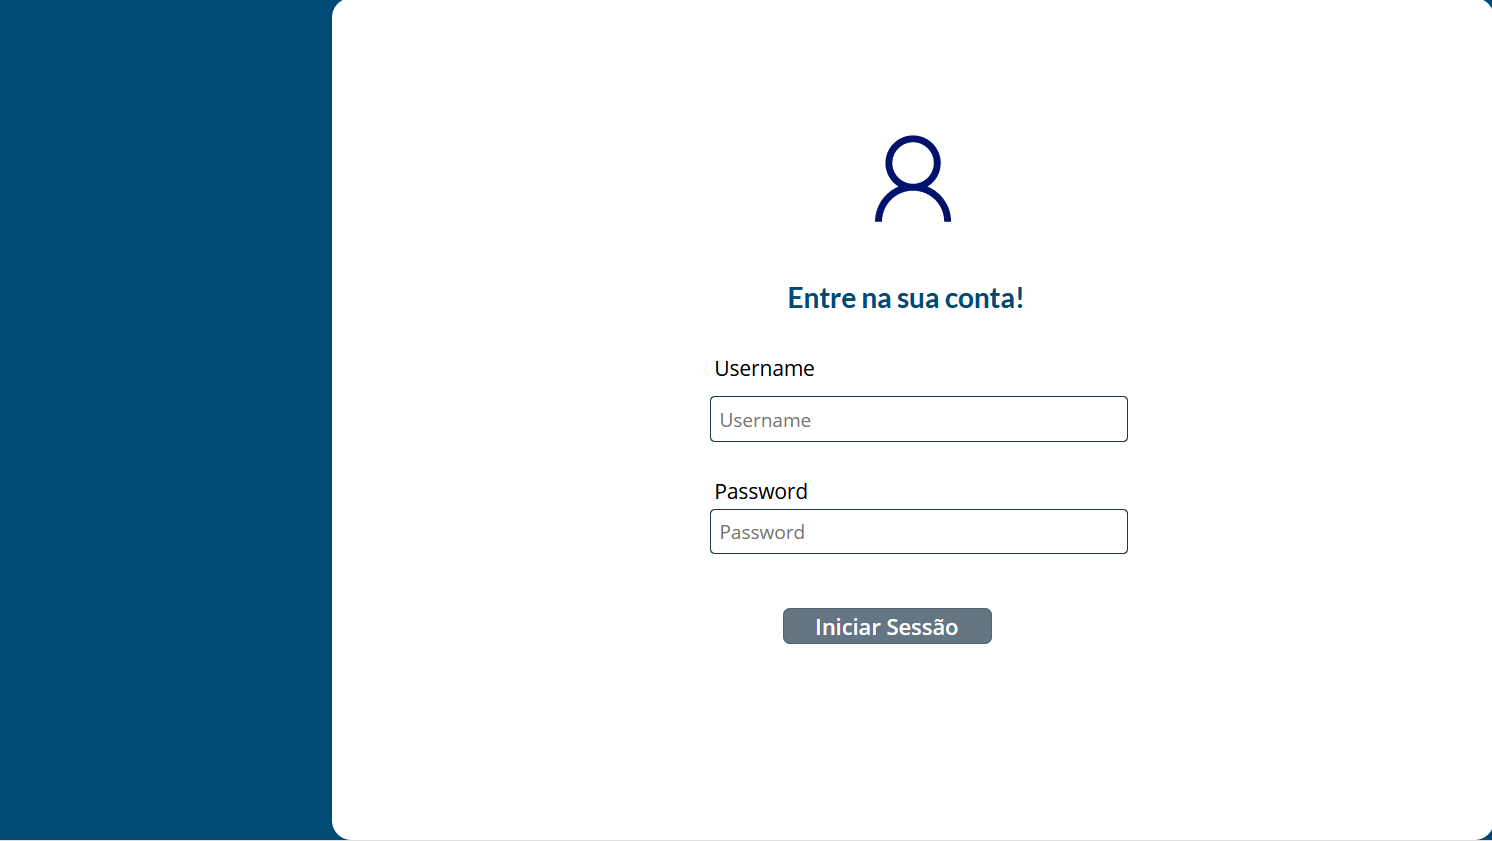 Entre na sua conta!
Username
Username
Password
Password
Iniciar Sessão